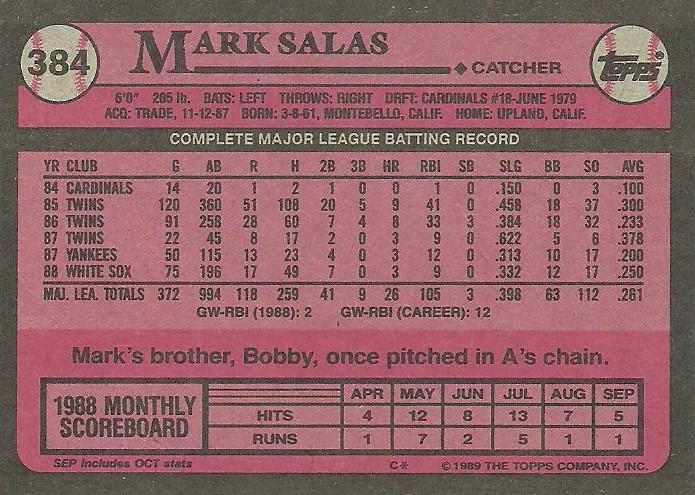 384
MARK SALAS
CATCHER
TOPPS®
6'0" 205 lb. BATS: LEFT THROWS: RIGHT DRFT: CARDINALS #18-JUNE 1979
ACQ: TRADE, 11-12-87 BORN: 3-8-61, MONTEBELLO, CALIF. HOME: UPLAND, CALIF.
COMPLETE MAJOR LEAGUE BATTING RECORD
YR CLUB G AB R H 2B 3B HR RBI SB SLG BB SO AVG
84 CARDINALS 14 20 1 2 1 0 0 1 0 .150 0 3 .100
85 TWINS 120 360 51 108 20 5 9 41 0 .458 18 37 .300
86 TWINS 91 258 28 60 7 4 8 33 3 .384 18 32 .233
87 TWINS 22 45 8 17 2 0 3 9 0 .622 5 6 .378
87 YANKEES 50 115 13 23 4 0 3 12 0 .313 10 17 .200
88 WHITE SOX 75 196 17 49 7 0 3 9 0 .332 12 17 .250
MAJ. LEA. TOTALS 372 994 118 259 41 9 26 105 3 .398 63 112 .261
GW-RBI (1988): 2 GW-RBI (CAREER): 12
Mark's brother, Bobby, once pitched in A's chain.
1988 MONTHLY SCOREBOARD
APR MAY JUN JUL AUG SEP
HITS 4 12 8 13 7 5
RUNS 1 7 2 5 1 1
SEP includes OCT stats
C* © 1989 THE TOPPS COMPANY, INC.